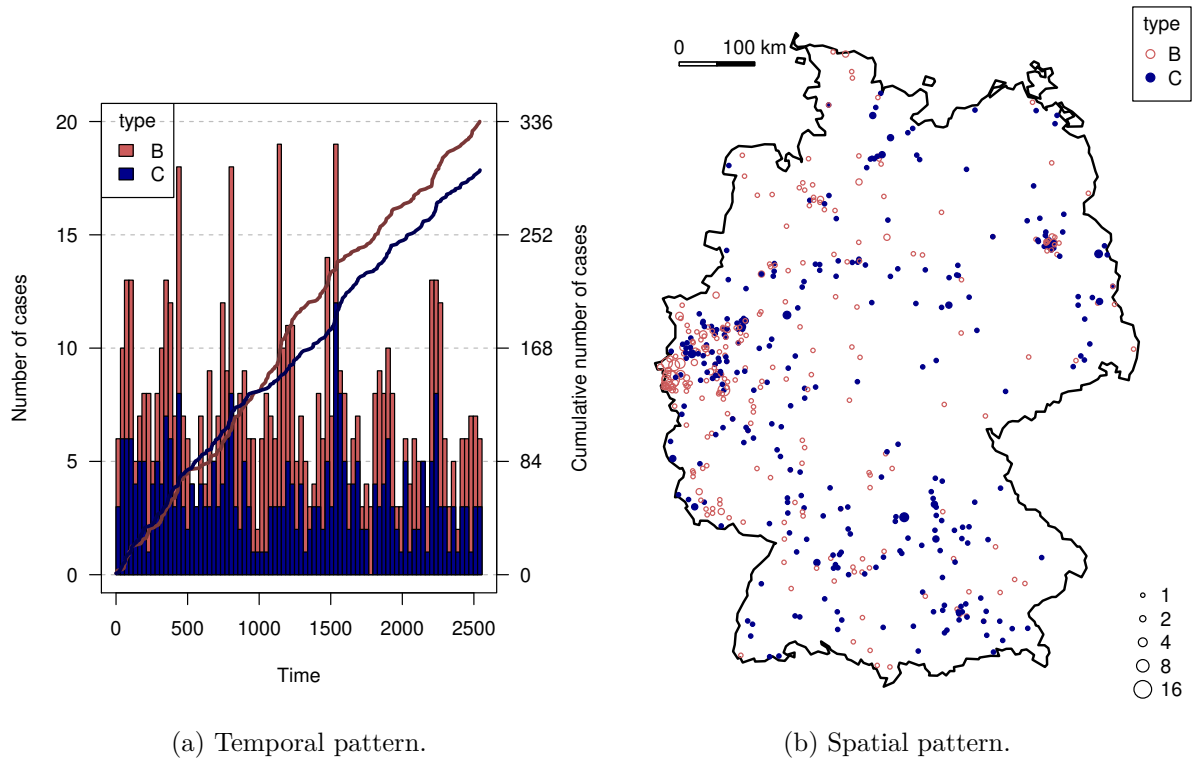 type
B
C
Number of cases
0
5
10
15
20
0
84
168
252
336
Cumulative number of cases
0 500 1000 1500 2000 2500
Time
(a) Temporal pattern.
0 100 km
type
B
C
1
2
4
8
16
(b) Spatial pattern.